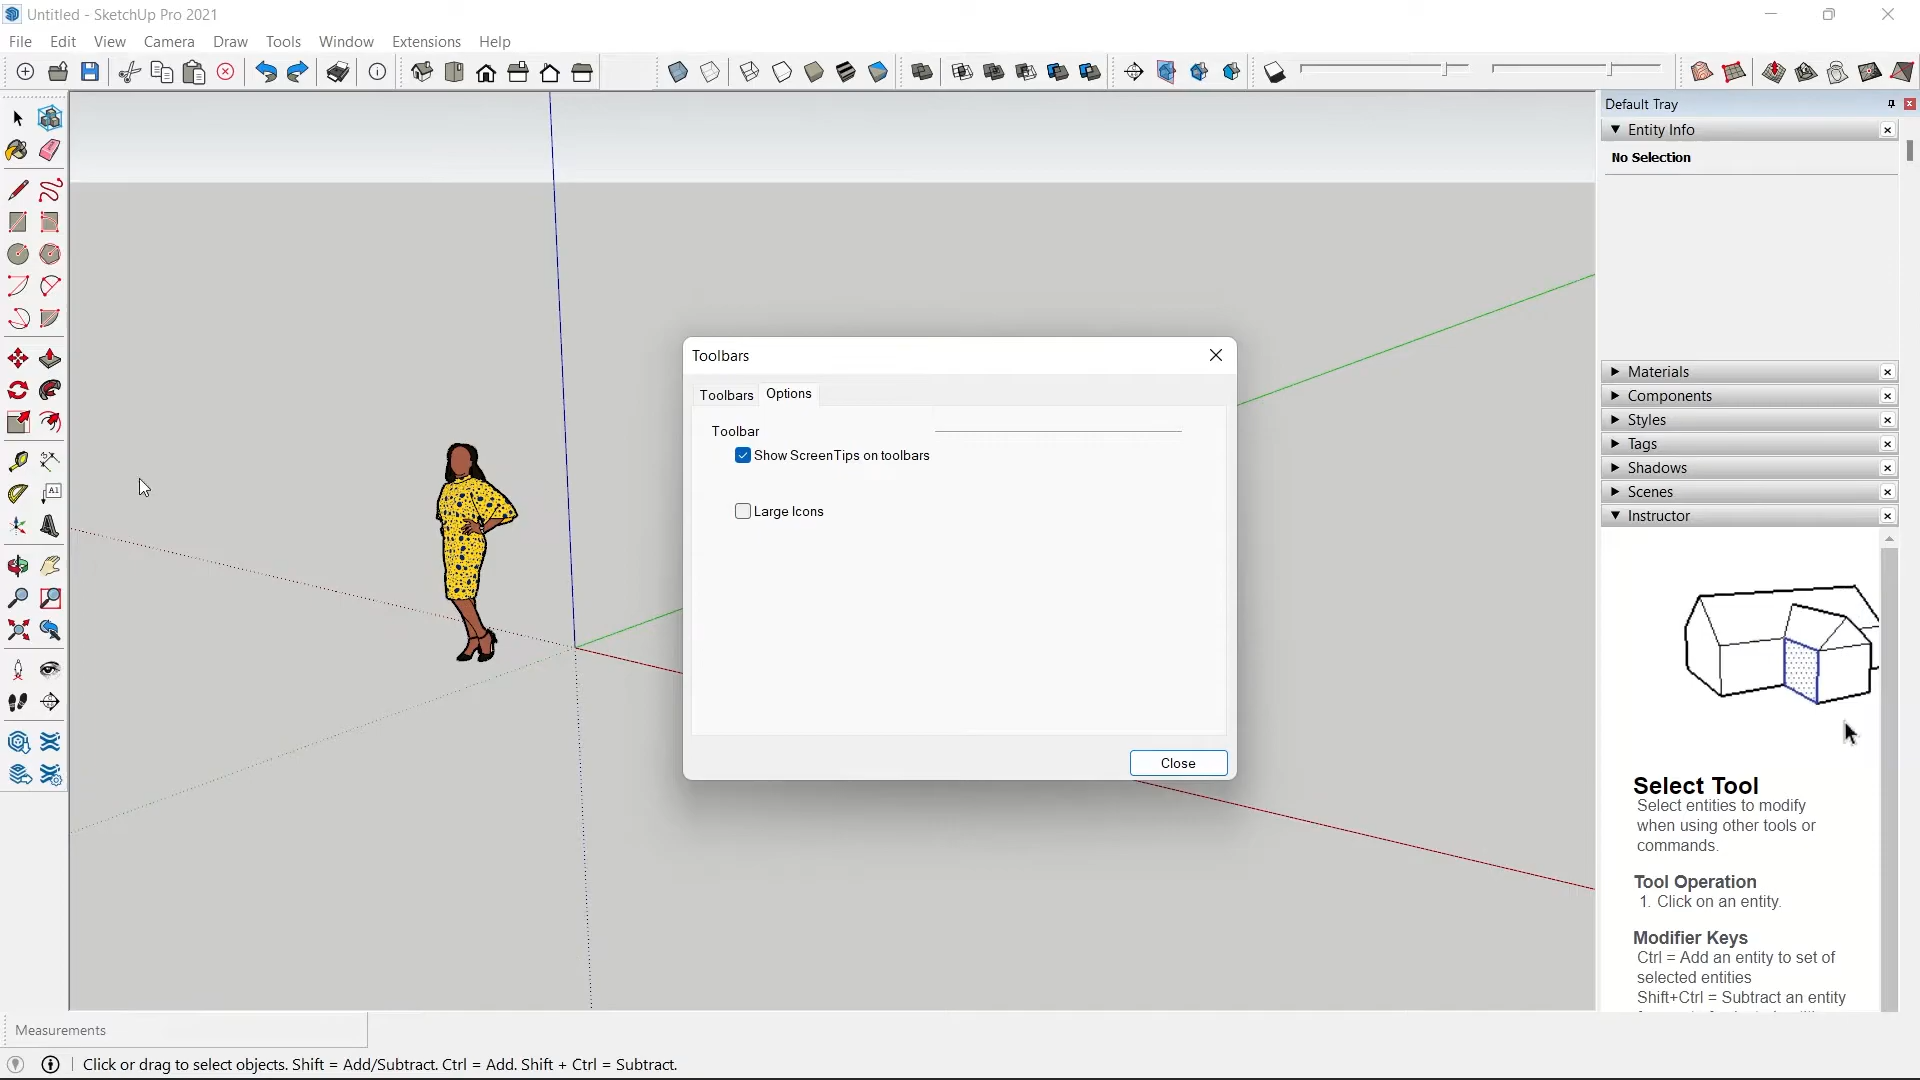 Untitled - SketchUp Pro 2021
File Edit View Camera Draw Tools Window Extensions Help
Default Tray
Entity Info
No Selection
Toolbars
Toolbars Options
Toolbar
Show ScreenTips on toolbars
Large Icons
Close
Materials
Components
Styles
Tags
Shadows
Scenes
Instructor
Select Tool
Select entities to modify
when using other tools or
commands.
Tool Operation
1. Click on an entity.
Modifier Keys
Ctrl = Add an entity to set of
selected entities
Shift+Ctrl = Subtract an entity
A1
Measurements
Click or drag to select objects. Shift = Add/Subtract. Ctrl = Add. Shift + Ctrl = Subtract.